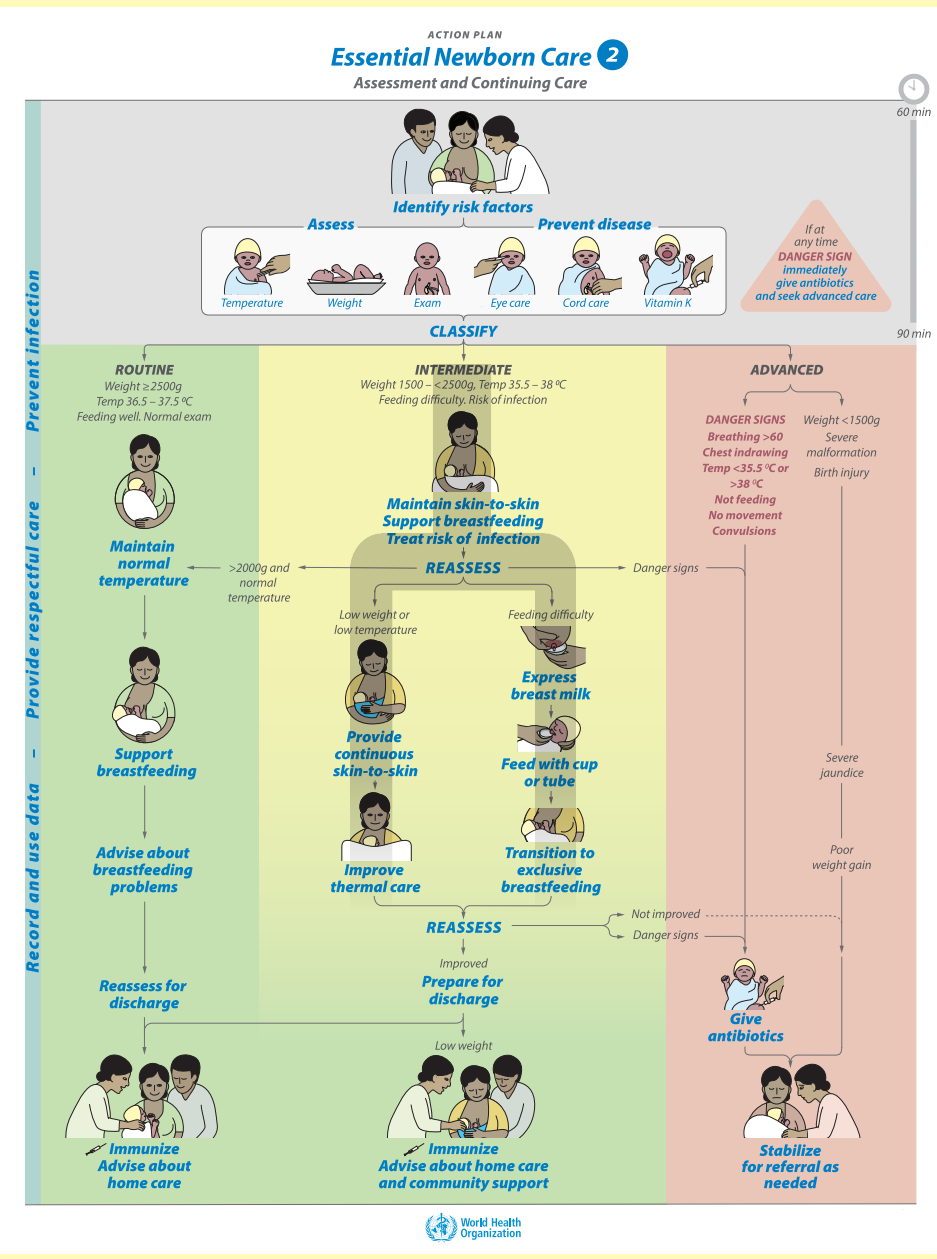 ACTION PLAN
Essential Newborn Care 2
Assessment and Continuing Care
60 min
Identify risk factors
Assess
Prevent disease
Temperature
Weight
Exam
Eye care
Cord care
Vitamin K
If at
any time
DANGER SIGN
immediately
give antibiotics
and seek advanced care
CLASSIFY
90 min
Record and use data – Provide respectful care – Prevent infection
ROUTINE
Weight ≥2500g
Temp 36.5 – 37.5 ºC
Feeding well. Normal exam
Maintain
normal
temperature
Support
breastfeeding
Advise about
breastfeeding
problems
Reassess for
discharge
Immunize
Advise about
home care
INTERMEDIATE
Weight 1500 – <2500g, Temp 35.5 – 38 ºC
Feeding difficulty. Risk of infection
Maintain skin-to-skin
Support breastfeeding
Treat risk of infection
REASSESS
>2000g and
normal
temperature
Danger signs
Low weight or
low temperature
Provide
continuous
skin-to-skin
Improve
thermal care
Feeding difficulty
Express
breast milk
Feed with cup
or tube
Transition to
exclusive
breastfeeding
REASSESS
Not improved
Danger signs
Improved
Prepare for
discharge
Low weight
Immunize
Advise about home care
and community support
ADVANCED
DANGER SIGNS
Breathing >60
Chest indrawing
Temp <35.5 ºC or
>38 ºC
Not feeding
No movement
Convulsions
Weight <1500g
Severe
malformation
Birth injury
Severe
jaundice
Poor
weight gain
Give
antibiotics
Stabilize
for referral as
needed
World Health
Organization